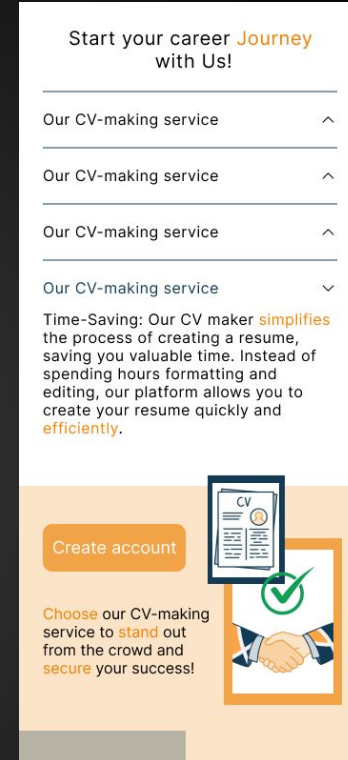 Start your career Journey
with Us!
Our CV-making service
Our CV-making service
Our CV-making service
Our CV-making service
Time-Saving: Our CV maker simplifies
the process of creating a resume,
saving you valuable time. Instead of
spending hours formatting and
editing, our platform allows you to
create your resume quickly and
efficiently.
CV
Create account
Choose our CV-making
service to stand out
from the crowd and
secure your success!